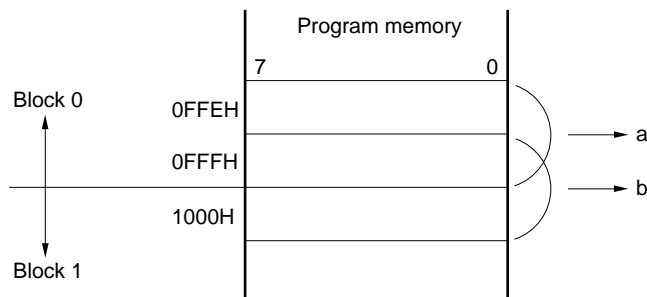 Program memory
7 0
Block 0
0FFEH
a
0FFFH
b
1000H
Block 1